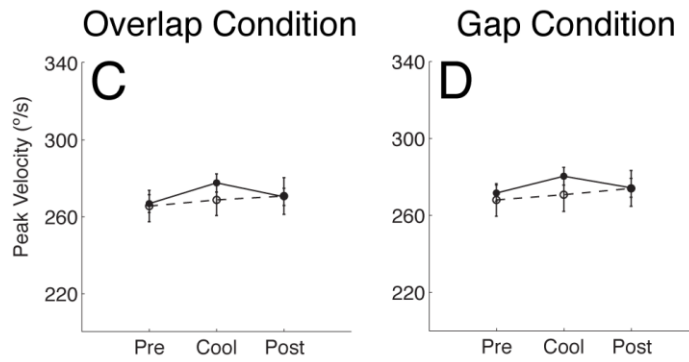 Overlap Condition
Gap Condition
C
D
Peak Velocity (°/s)
340
300
260
220
Pre Cool Post
340
300
260
220
Pre Cool Post